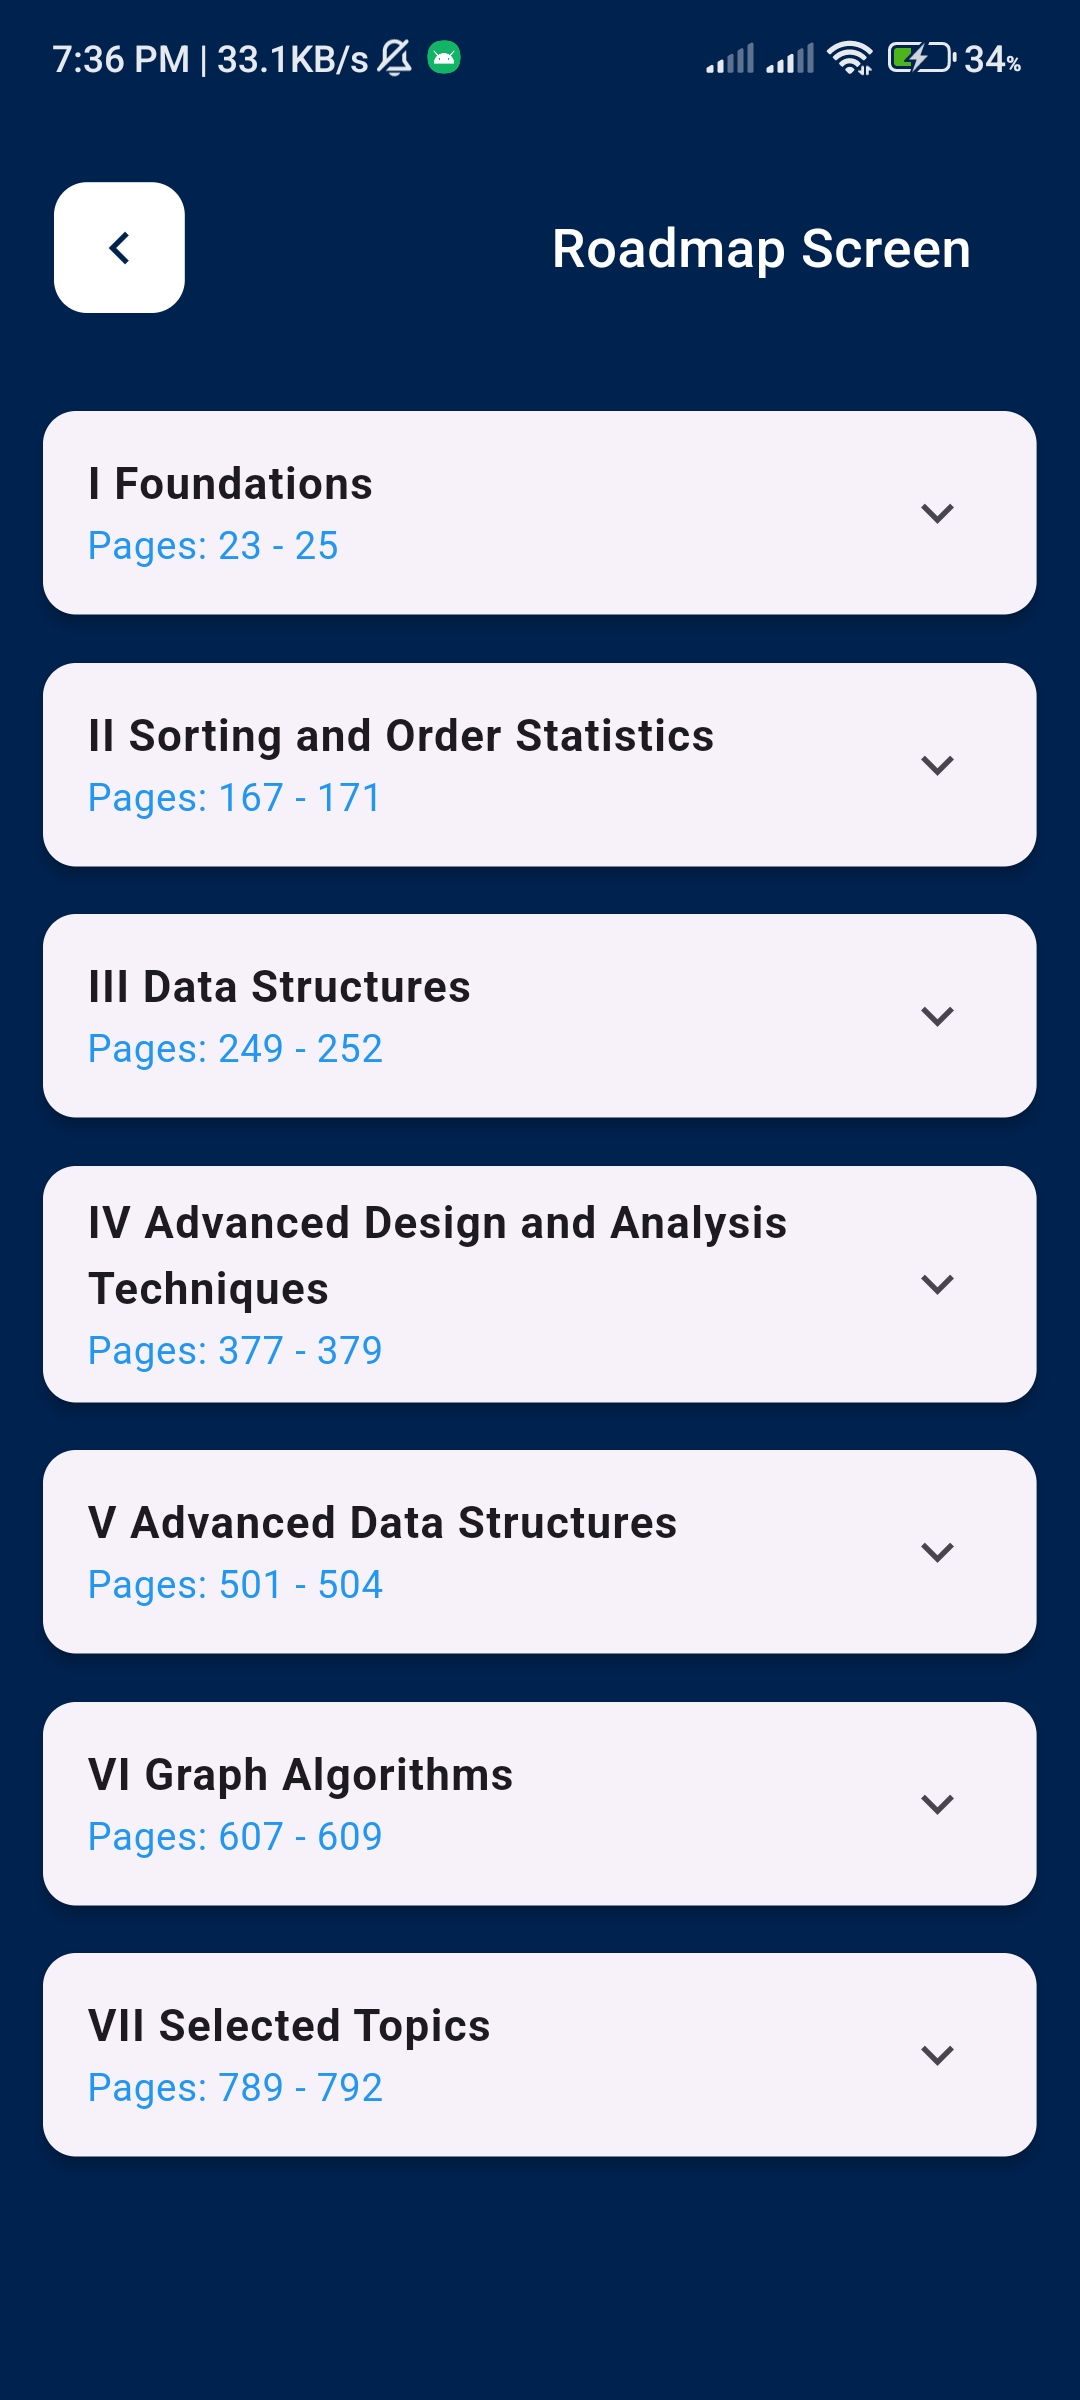 7:36 PM | 33.1KB/s 34%
Roadmap Screen
I Foundations
Pages: 23 - 25
II Sorting and Order Statistics
Pages: 167 - 171
III Data Structures
Pages: 249 - 252
IV Advanced Design and Analysis
Techniques
Pages: 377 - 379
V Advanced Data Structures
Pages: 501 - 504
VI Graph Algorithms
Pages: 607 - 609
VII Selected Topics
Pages: 789 - 792